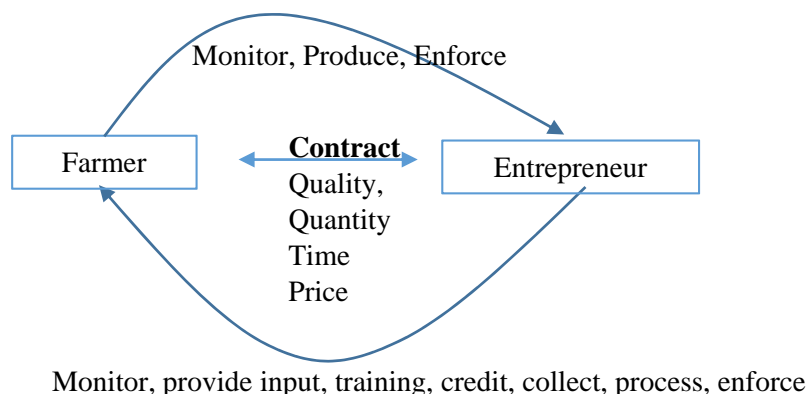 Monitor, Produce, Enforce
Farmer
Contract
Quality,
Quantity
Time
Price
Entrepreneur
Monitor, provide input, training, credit, collect, process, enforce